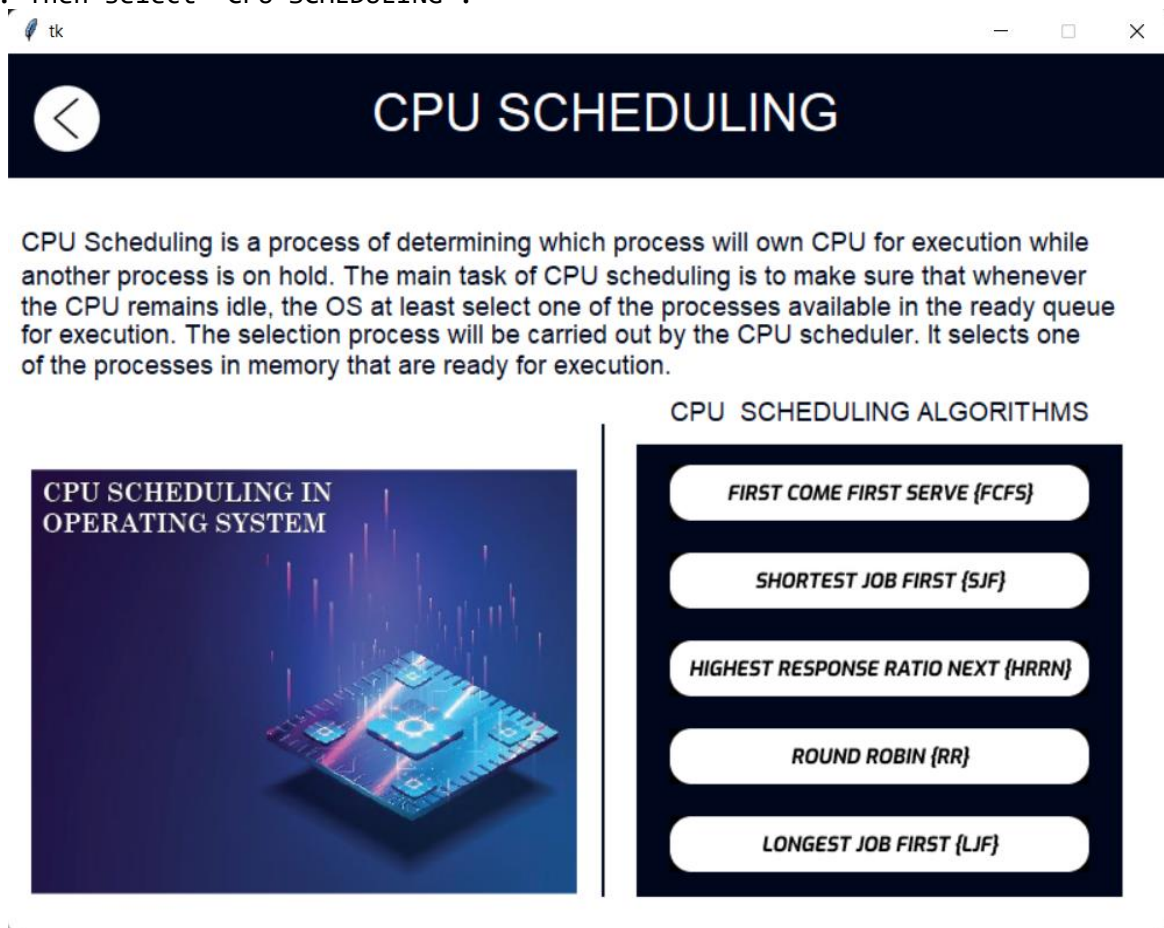 . Then select "CPU SCHEDULING".
tk
CPU SCHEDULING
CPU Scheduling is a process of determining which process will own CPU for execution while
another process is on hold. The main task of CPU scheduling is to make sure that whenever
the CPU remains idle, the OS at least select one of the processes available in the ready queue
for execution. The selection process will be carried out by the CPU scheduler. It selects one
of the processes in memory that are ready for execution.
CPU SCHEDULING IN
OPERATING SYSTEM
CPU SCHEDULING ALGORITHMS
FIRST COME FIRST SERVE {FCFS}
SHORTEST JOB FIRST {SJF}
HIGHEST RESPONSE RATIO NEXT {HRRN}
ROUND ROBIN {RR}
LONGEST JOB FIRST {LJF}